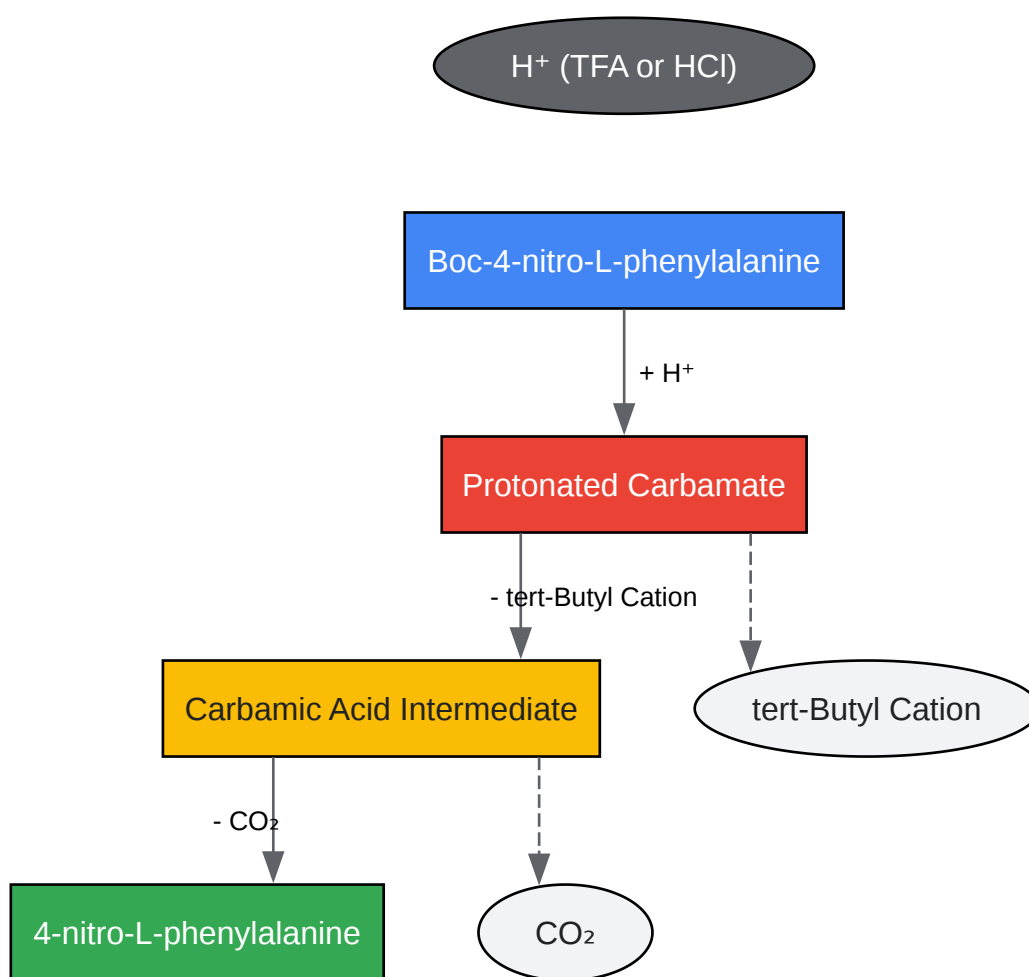 H⁺ (TFA or HCl)
Boc-4-nitro-L-phenylalanine
+ H⁺
Protonated Carbamate
- tert-Butyl Cation
Carbamic Acid Intermediate
tert-Butyl Cation
- CO₂
4-nitro-L-phenylalanine
CO₂